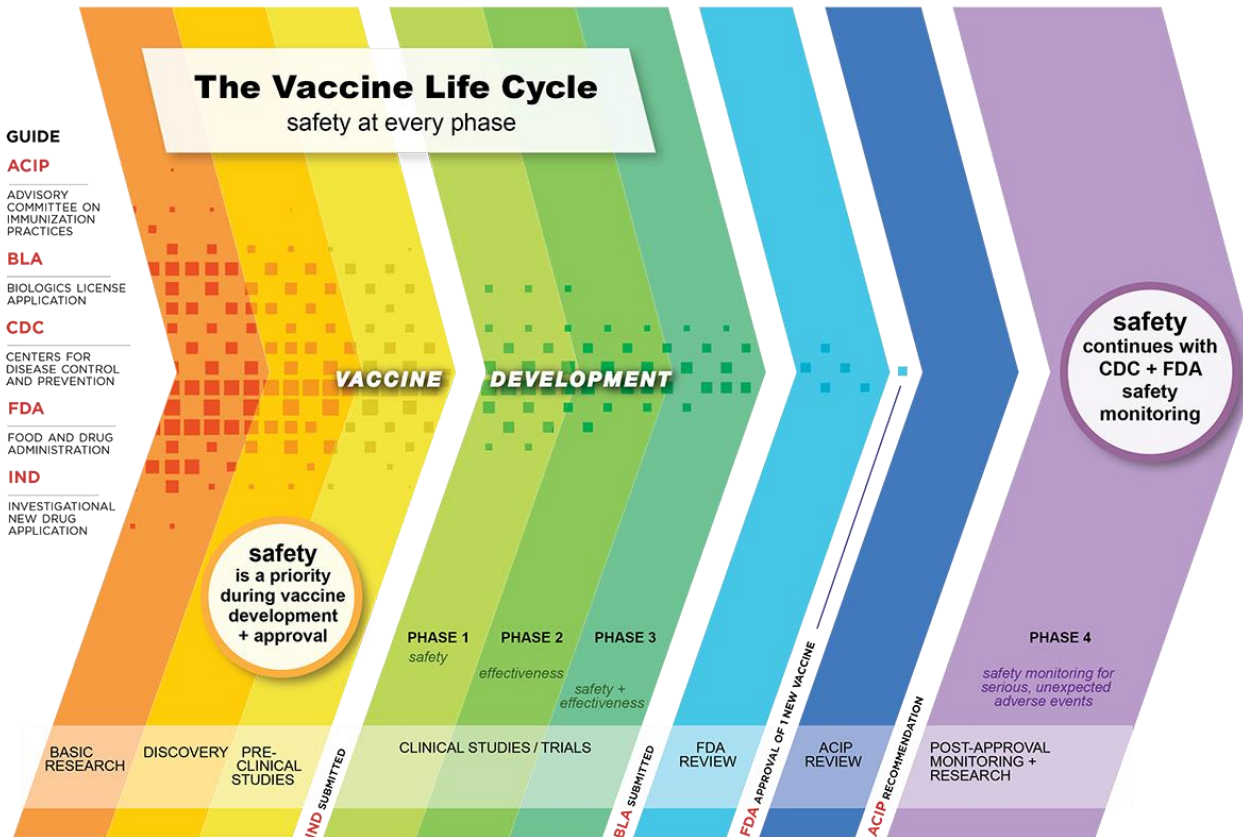 The Vaccine Life Cycle
safety at every phase
GUIDE
ACIP
ADVISORY
COMMITTEE ON
IMMUNIZATION
PRACTICES
BLA
BIOLOGICS LICENSE
APPLICATION
CDC
CENTERS FOR
DISEASE CONTROL
AND PREVENTION
FDA
FOOD AND DRUG
ADMINISTRATION
IND
INVESTIGATIONAL
NEW DRUG
APPLICATION
VACCINE DEVELOPMENT
safety
is a priority
during vaccine
development
+ approval
safety
continues with
CDC + FDA
safety
monitoring
PHASE 1
safety
PHASE 2
effectiveness
PHASE 3
safety +
effectiveness
PHASE 4
safety monitoring for
serious, unexpected
adverse events
BASIC
RESEARCH
DISCOVERY
PRE-
CLINICAL
STUDIES
IND SUBMITTED
CLINICAL STUDIES / TRIALS
BLA SUBMITTED
FDA
REVIEW
FDA APPROVAL OF 1 NEW VACCINE
ACIP
REVIEW
ACIP RECOMMENDATION
POST-APPROVAL
MONITORING +
RESEARCH